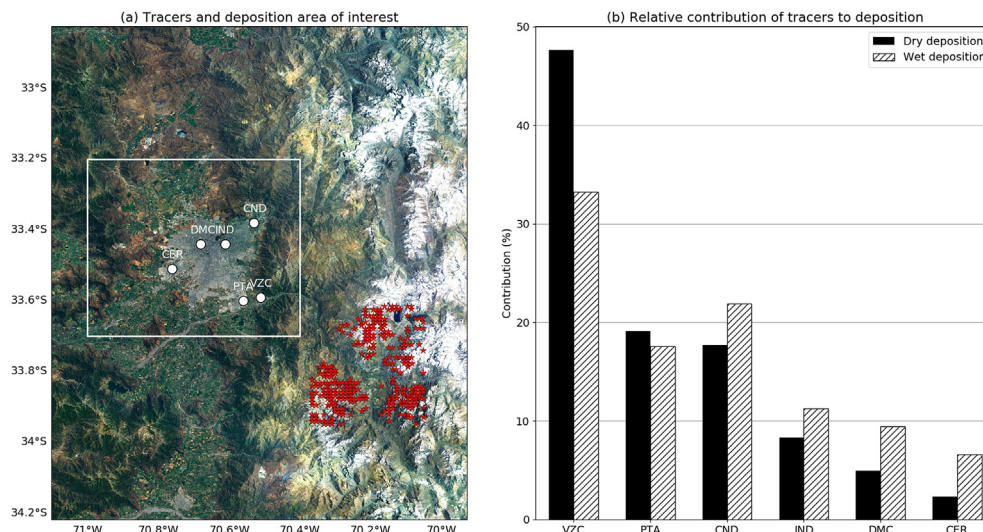 (a) Tracers and deposition area of interest
33°S
33.2°S
33.4°S
33.6°S
33.8°S
34°S
34.2°S
71°W
70.8°W
70.6°W
70.4°W
70.2°W
70°W
CND
DMC
IND
CER
PTA
VZC
(b) Relative contribution of tracers to deposition
Dry deposition
Wet deposition
Contribution (%)
50
40
30
20
10
0
VZC
PTA
CND
IND
DMC
CER